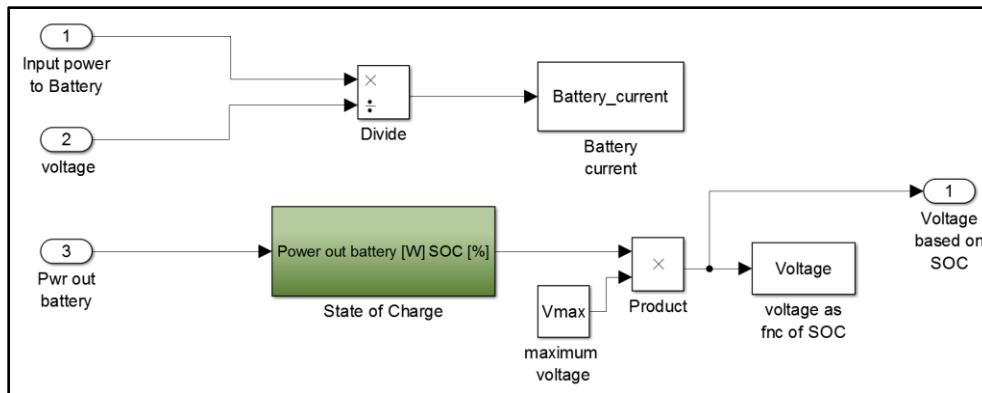 1
Input power
to Battery
×
÷
Divide
Battery_current
Battery
current
2
voltage
3
Pwr out
battery
Power out battery [W] SOC [%]
State of Charge
Vmax
maximum
voltage
×
Product
Voltage
voltage as
fnc of SOC
1
Voltage
based on
SOC